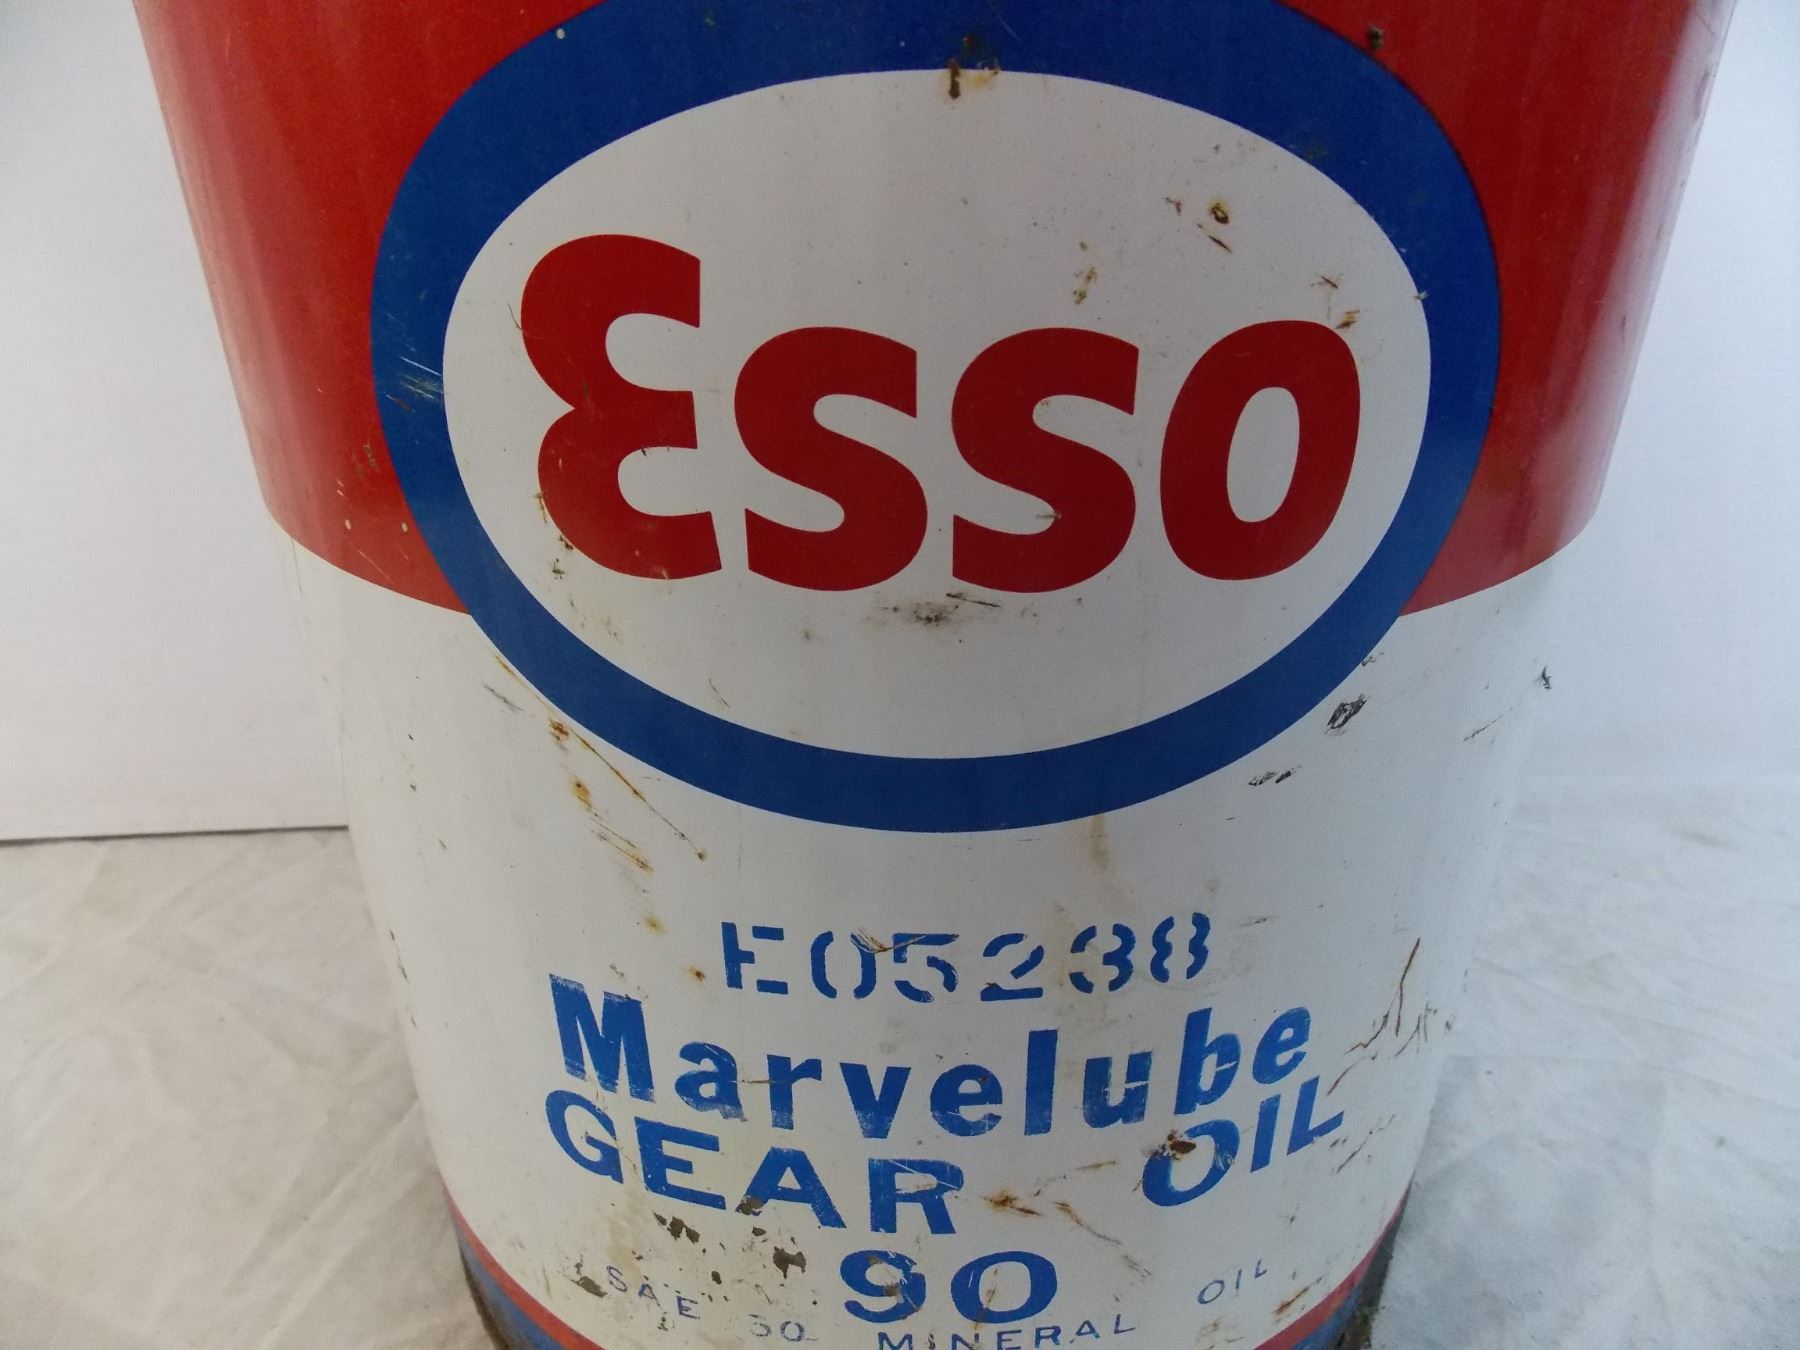 Esso
E05238
Marvelube
GEAR OIL
90
SAE 90 MINERAL OIL